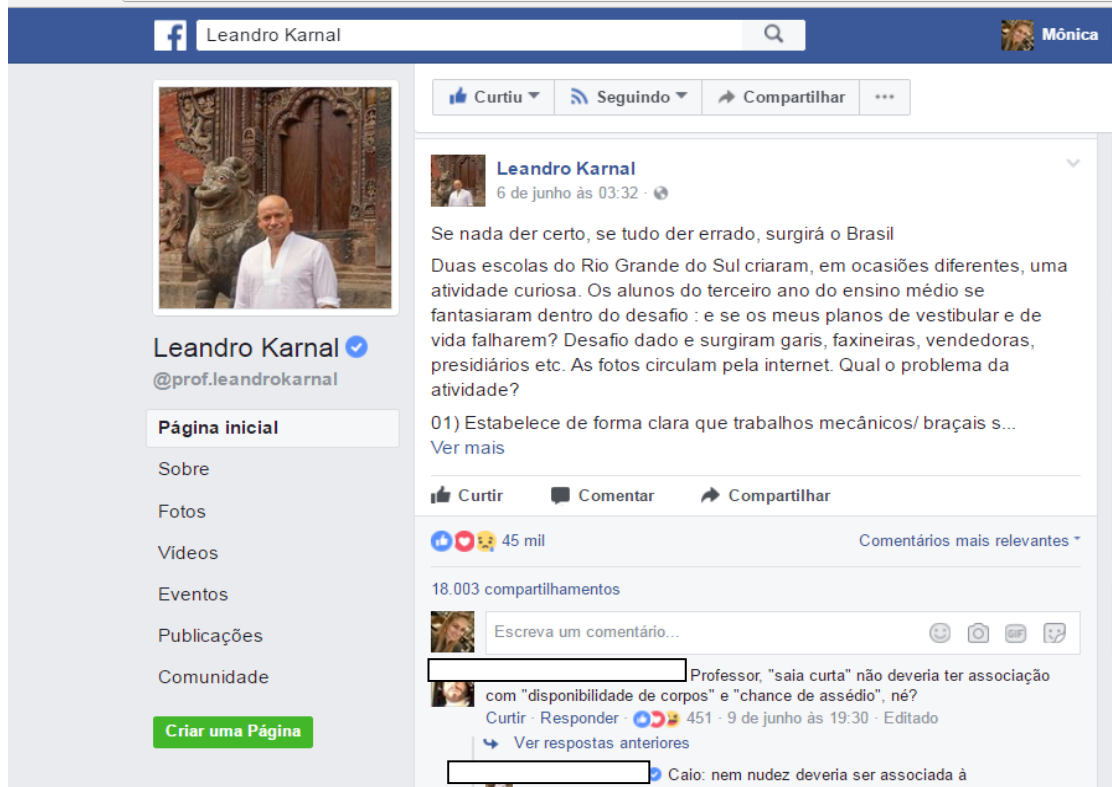 f Leandro Karnal
Mônica
Curtiu
Seguindo
Compartilhar
Leandro Karnal
@prof.leandrokarnal
Página inicial
Sobre
Fotos
Vídeos
Eventos
Publicações
Comunidade
Criar uma Página
Leandro Karnal
6 de junho às 03:32 ·
Se nada der certo, se tudo der errado, surgirá o Brasil
Duas escolas do Rio Grande do Sul criaram, em ocasiões diferentes, uma
atividade curiosa. Os alunos do terceiro ano do ensino médio se
fantasiaram dentro do desafio : e se os meus planos de vestibular e de
vida falharem? Desafio dado e surgiram garis, faxineiras, vendedoras,
presidiários etc. As fotos circulam pela internet. Qual o problema da
atividade?
01) Estabelece de forma clara que trabalhos mecânicos/ braçais s...
Ver mais
Curtir
Comentar
Compartilhar
45 mil
Comentários mais relevantes
18.003 compartilhamentos
Escreva um comentário...
GIF
Professor, "saia curta" não deveria ter associação
com "disponibilidade de corpos" e "chance de assédio", né?
Curtir · Responder · 451 · 9 de junho às 19:30 · Editado
Ver respostas anteriores
Caio: nem nudez deveria ser associada à